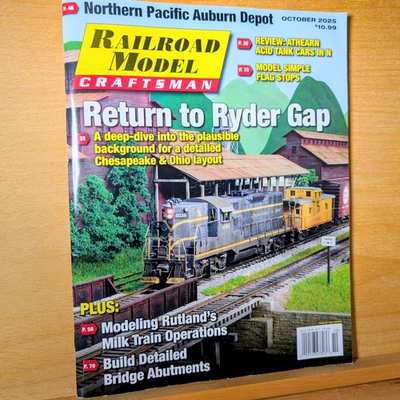 P. 46 Northern Pacific Auburn Depot
OCTOBER 2025
$10.99
RAILROAD
MODEL
CRAFTSMAN
P. 30 REVIEW: ATHEARN
ACID TANK CARS IN N
P. 78 MODEL SIMPLE
FLAG STOPS
Return to Ryder Gap
36 A deep-dive into the plausible
background for a detailed
Chesapeake & Ohio layout
PLUS:
P. 58 Modeling Rutland's
Milk Train Operations
P. 70 Build Detailed
Bridge Abutments